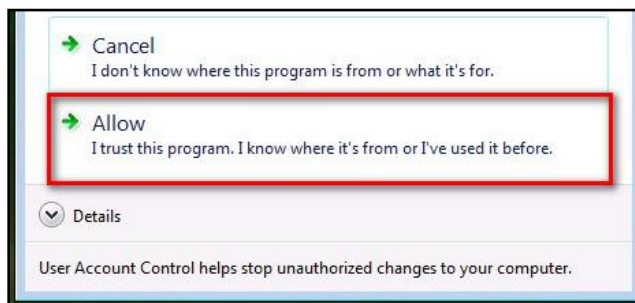 Cancel
I don't know where this program is from or what it's for.
Allow
I trust this program. I know where it's from or I've used it before.
Details
User Account Control helps stop unauthorized changes to your computer.